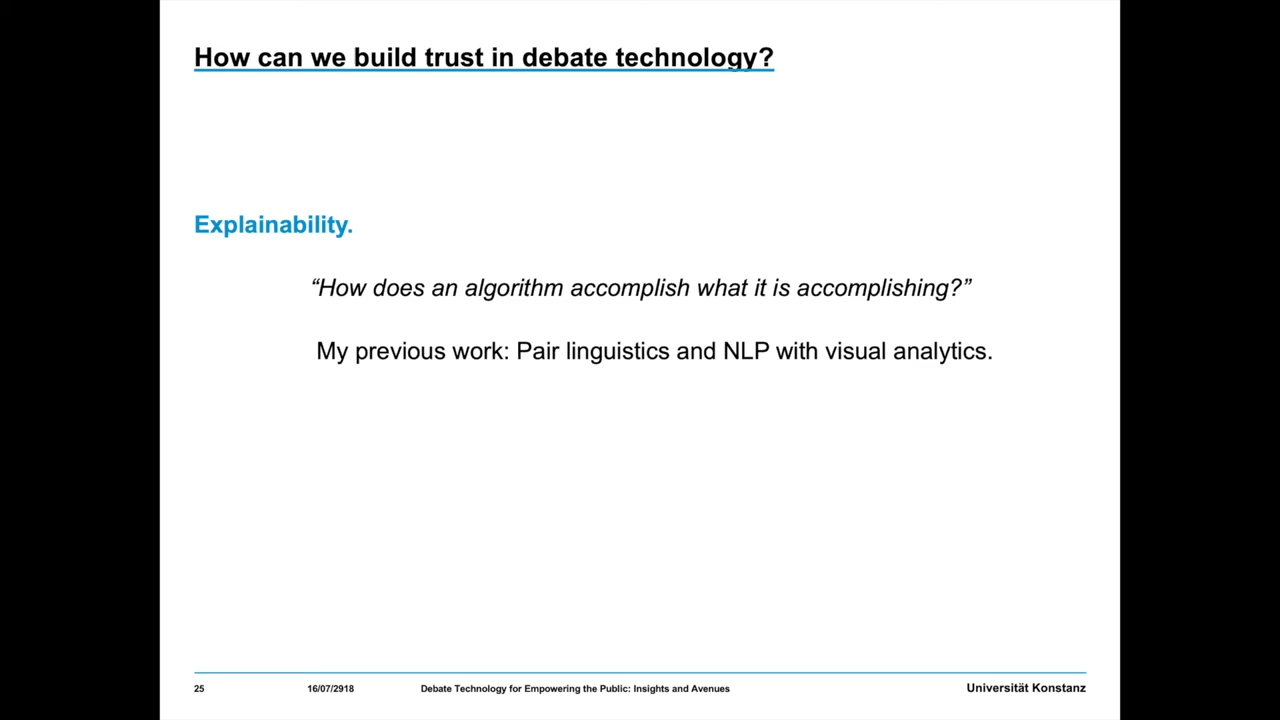 How can we build trust in debate technology?
Explainability.
“How does an algorithm accomplish what it is accomplishing?”
My previous work: Pair linguistics and NLP with visual analytics.
25 16/07/2918 Debate Technology for Empowering the Public: Insights and Avenues Universität Konstanz